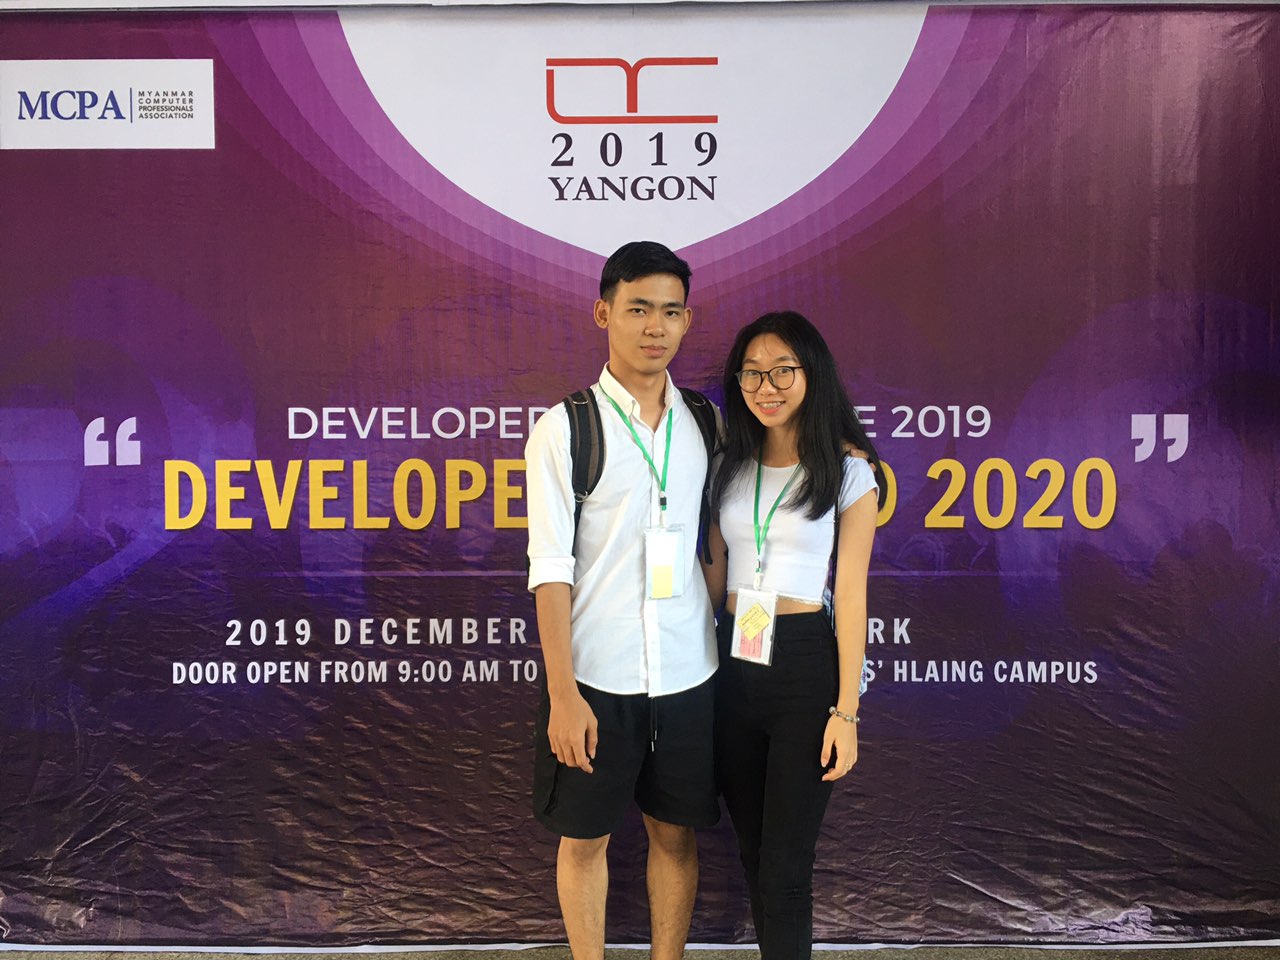 MCPA
MYANMAR
COMPUTER
PROFESSIONALS
ASSOCIATION
2019
YANGON
DEVELOPE E 2019
“ DEVELOPE O 2020 ”
2019 DECEMBER RK
DOOR OPEN FROM 9:00 AM TO S' HLAING CAMPUS